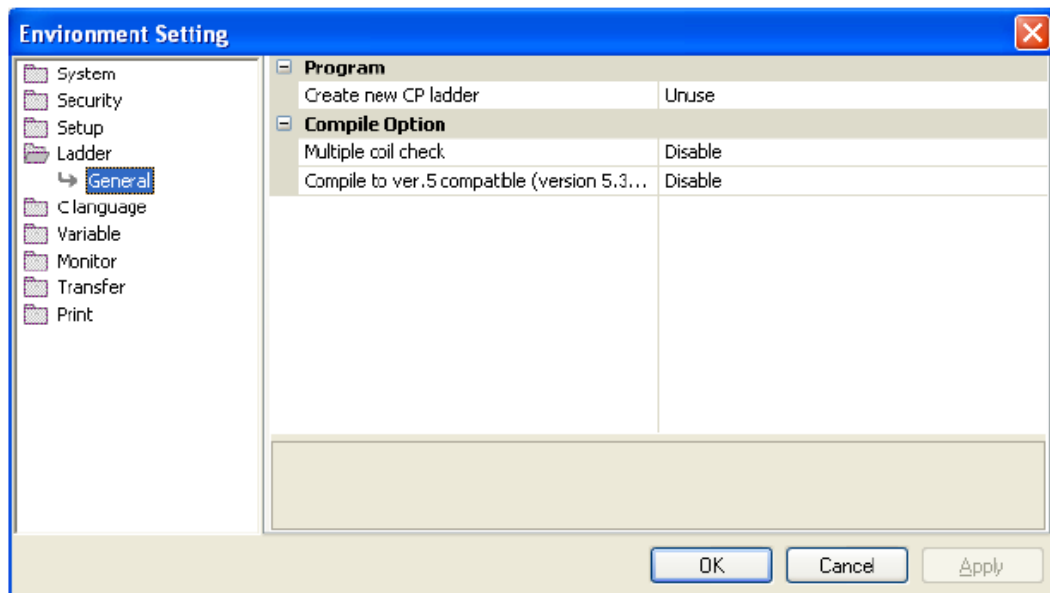 Environment Setting
System
Security
Setup
Ladder
General
C language
Variable
Monitor
Transfer
Print
Program
Create new CP ladder Unuse
Compile Option
Multiple coil check Disable
Compile to ver.5 compatible (version 5.3... Disable
OK Cancel Apply